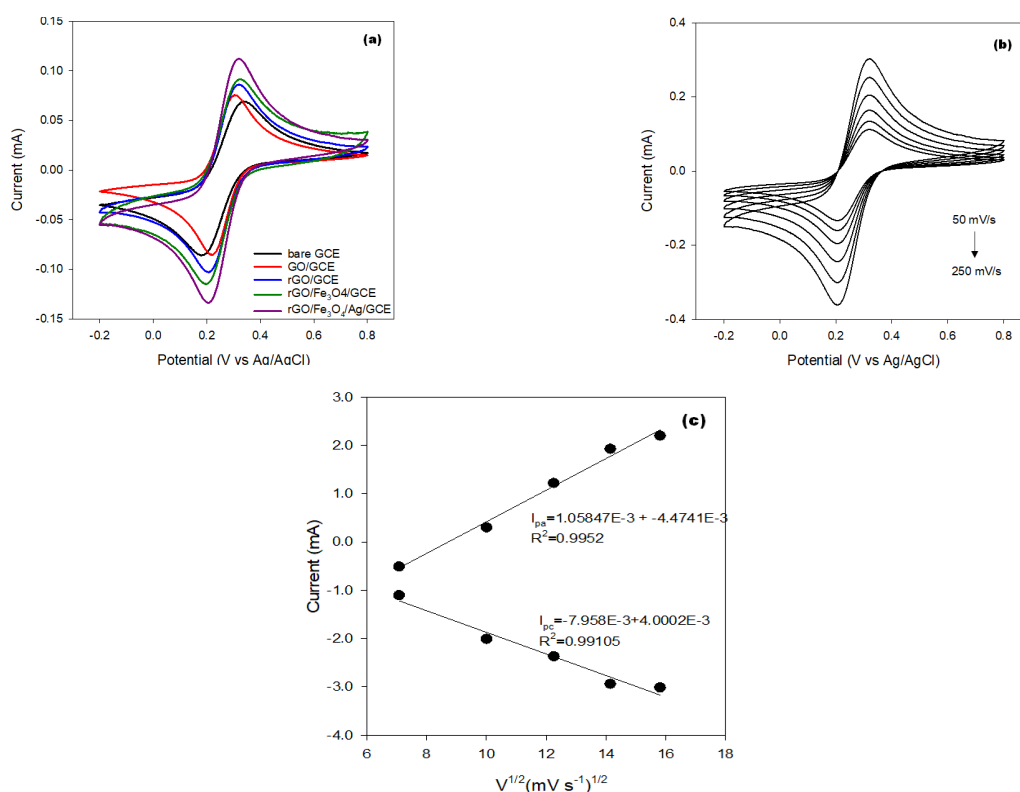 (a)
0.15
0.10
0.05
0.00
-0.05
-0.10
-0.15
Current (mA)
bare GCE
GO/GCE
rGO/GCE
rGO/Fe3O4/GCE
rGO/Fe3O4/Ag/GCE
-0.2 0.0 0.2 0.4 0.6 0.8
Potential (V vs Ag/AgCl)
(b)
0.4
0.2
0.0
-0.2
-0.4
Current (mA)
50 mV/s
250 mV/s
-0.2 0.0 0.2 0.4 0.6 0.8
Potential (V vs Ag/AgCl)
(c)
3.0
2.0
1.0
0.0
-1.0
-2.0
-3.0
-4.0
Current (mA)
Ipa=1.05847E-3 + -4.4741E-3
R2=0.9952
Ipc=-7.958E-3+4.0002E-3
R2=0.99105
6 8 10 12 14 16 18
V1/2(mV s-1)1/2